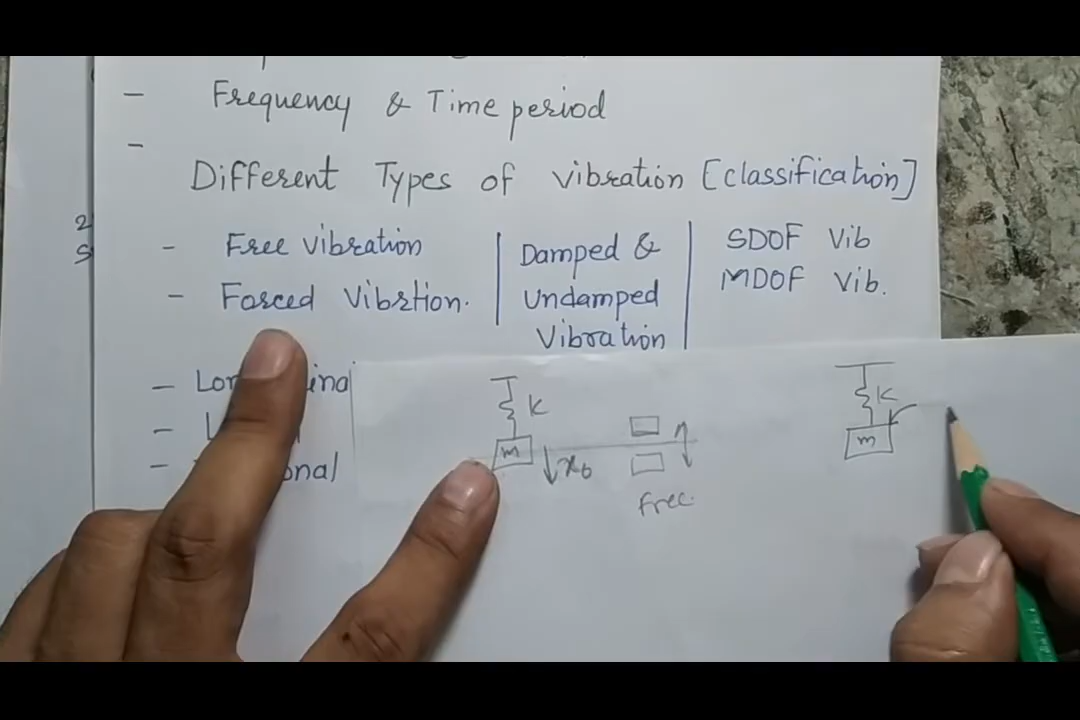 - Frequency & Time period
-
Different Types of vibration [classification]
2
s
- Free vibration
- Forced Vibrtion.
Damped &
Undamped
Vibration
SDOF Vib
MDOF Vib.
-
-
-
K
m
x₀
Free.
K
m